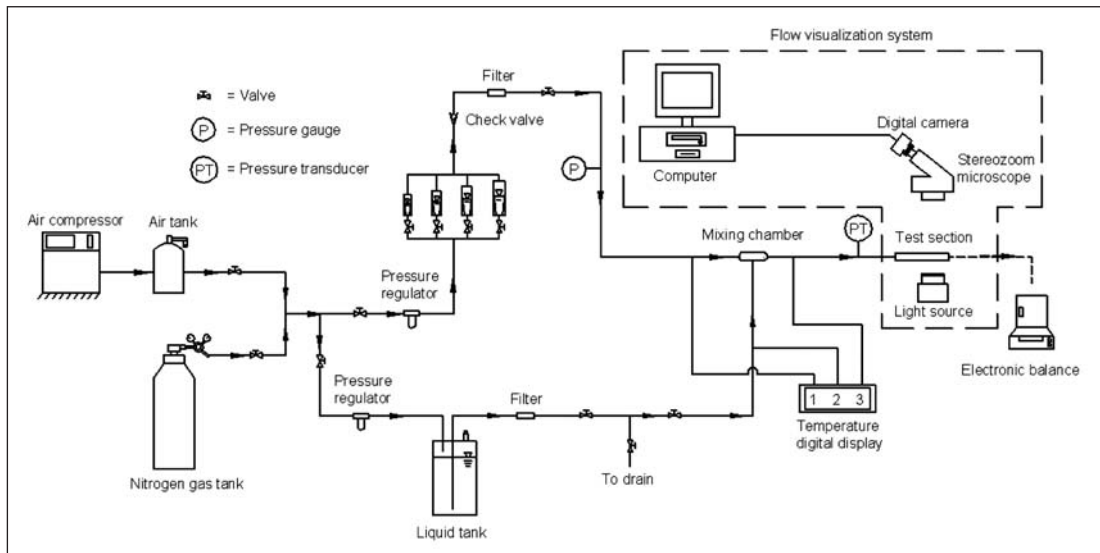 Flow visualization system
Filter
= Valve
P
= Pressure gauge
PT
= Pressure transducer
Check valve
Digital camera
Stereozoom
microscope
Computer
P
Air compressor
Air tank
Mixing chamber
PT
Test section
Pressure
regulator
Light source
Electronic balance
Pressure
regulator
Filter
1 2 3
Temperature
digital display
To drain
Nitrogen gas tank
Liquid tank